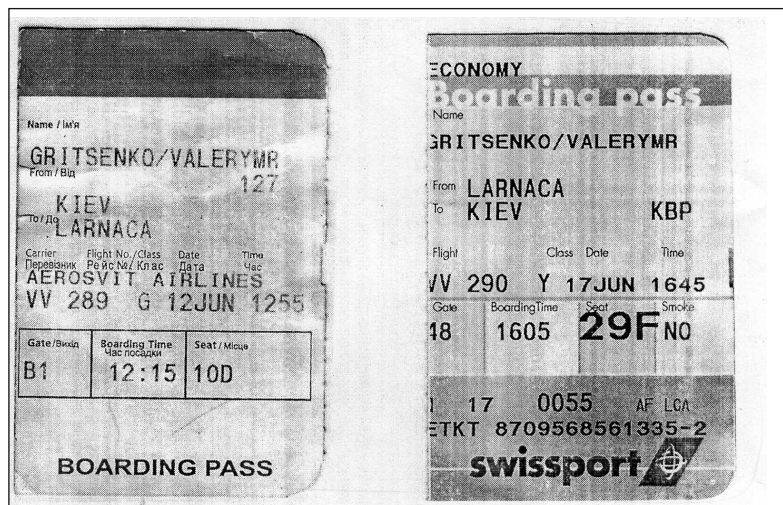 Name / Ім'я
GRITSENKO/VALERYMR
From / Від
127
KIEV
To / До
LARNACA
Carrier Flight No./Class Date Time
Перевізник Рейс №/ Клас Дата Час
AEROSVIT AIRLINES
VV 289 G 12JUN 1255
Gate/Вихід Boarding Time Seat/Місце
Час посадки
B1 12:15 10D
BOARDING PASS
ECONOMY
Boarding pass
Name
GRITSENKO/VALERYMR
From LARNACA
To KIEV KBP
Flight Class Date Time
VV 290 Y 17JUN 1645
Gate BoardingTime Seat Smoke
48 1605 29F NO
17 0055 AF LCA
ETKT 8709568561335-2
swissport